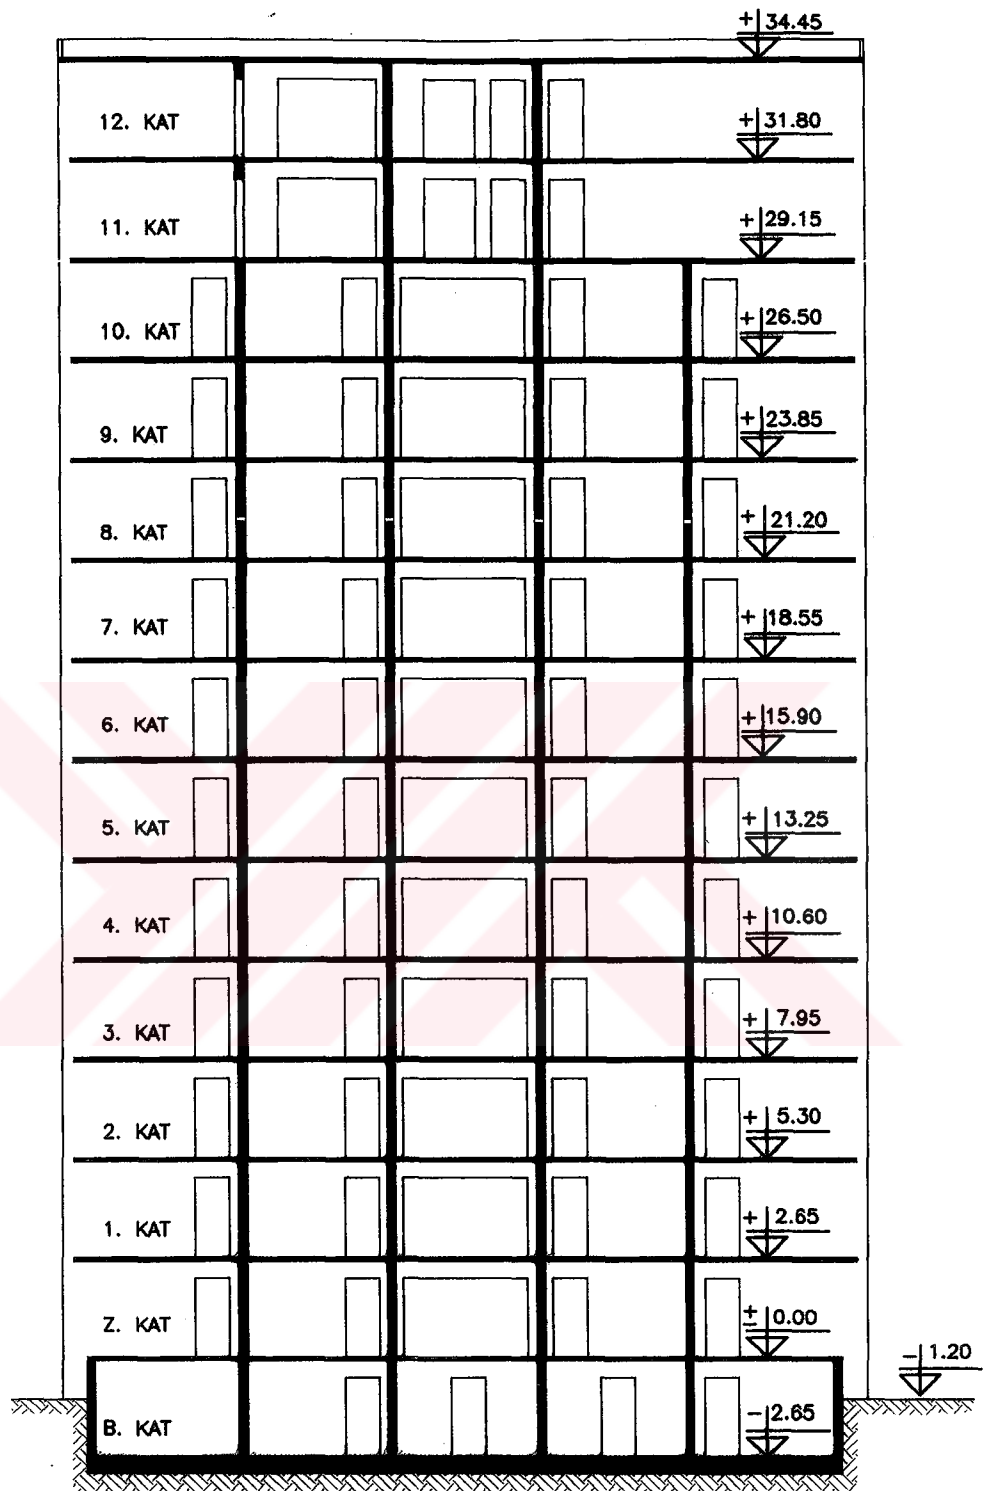 + 34.45
12. KAT + 31.80
11. KAT + 29.15
10. KAT + 26.50
9. KAT + 23.85
8. KAT + 21.20
7. KAT + 18.55
6. KAT + 15.90
5. KAT + 13.25
4. KAT + 10.60
3. KAT + 7.95
2. KAT + 5.30
1. KAT + 2.65
Z. KAT ± 0.00
- 1.20
B. KAT - 2.65